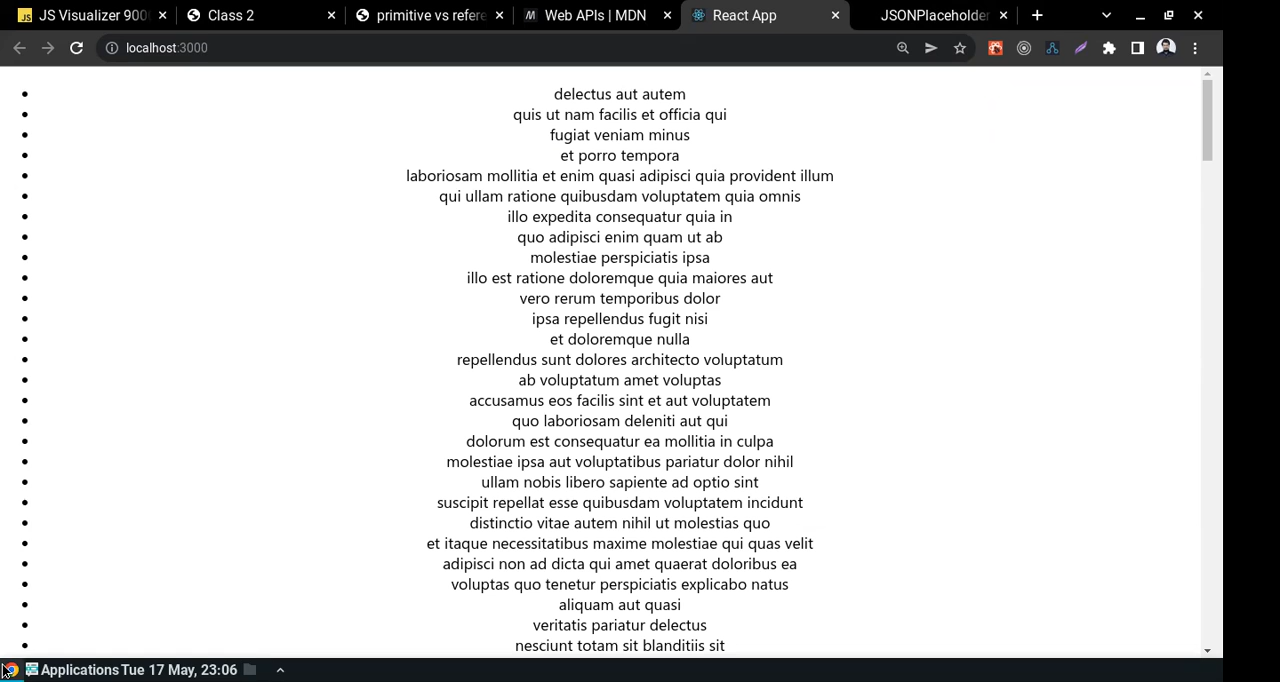 JS Visualizer 900
Class 2
primitive vs refere
Web APIs | MDN
React App
JSONPlaceholder
localhost:3000
delectus aut autem
quis ut nam facilis et officia qui
fugiat veniam minus
et porro tempora
laboriosam mollitia et enim quasi adipisci quia provident illum
qui ullam ratione quibusdam voluptatem quia omnis
illo expedita consequatur quia in
quo adipisci enim quam ut ab
molestiae perspiciatis ipsa
illo est ratione doloremque quia maiores aut
vero rerum temporibus dolor
ipsa repellendus fugit nisi
et doloremque nulla
repellendus sunt dolores architecto voluptatum
ab voluptatum amet voluptas
accusamus eos facilis sint et aut voluptatem
quo laboriosam deleniti aut qui
dolorum est consequatur ea mollitia in culpa
molestiae ipsa aut voluptatibus pariatur dolor nihil
ullam nobis libero sapiente ad optio sint
suscipit repellat esse quibusdam voluptatem incidunt
distinctio vitae autem nihil ut molestias quo
et itaque necessitatibus maxime molestiae qui quas velit
adipisci non ad dicta qui amet quaerat doloribus ea
voluptas quo tenetur perspiciatis explicabo natus
aliquam aut quasi
veritatis pariatur delectus
nesciunt totam sit blanditiis sit
Applications Tue 17 May, 23:06